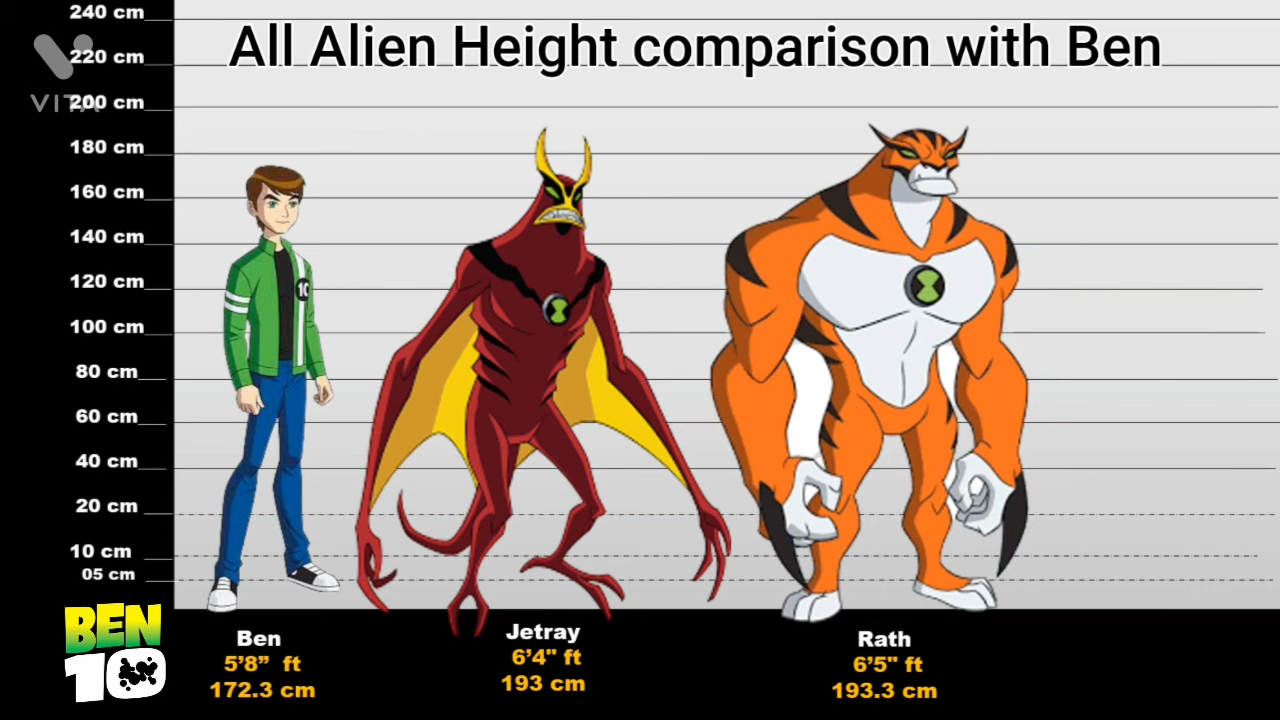 240 cm
All Alien Height comparison with Ben
220 cm
VITA
200 cm
180 cm
160 cm
140 cm
120 cm
100 cm
80 cm
60 cm
40 cm
20 cm
10 cm
05 cm
10
BEN
10
Ben
5’8” ft
172.3 cm
Jetray
6’4" ft
193 cm
Rath
6’5" ft
193.3 cm